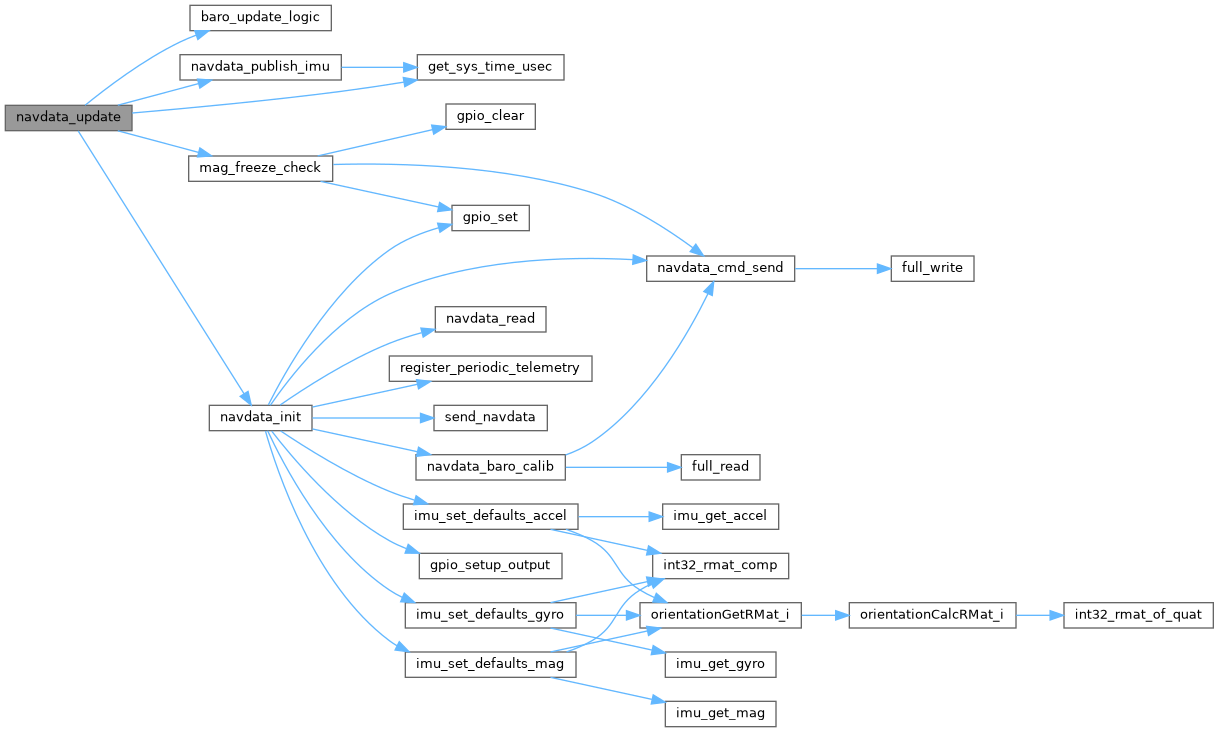 baro_update_logic
navdata_publish_imu
get_sys_time_usec
navdata_update
gpio_clear
mag_freeze_check
gpio_set
navdata_cmd_send
full_write
navdata_read
register_periodic_telemetry
navdata_init
send_navdata
navdata_baro_calib
full_read
imu_set_defaults_accel
imu_get_accel
gpio_setup_output
int32_rmat_comp
imu_set_defaults_gyro
orientationGetRMat_i
orientationCalcRMat_i
int32_rmat_of_quat
imu_set_defaults_mag
imu_get_gyro
imu_get_mag